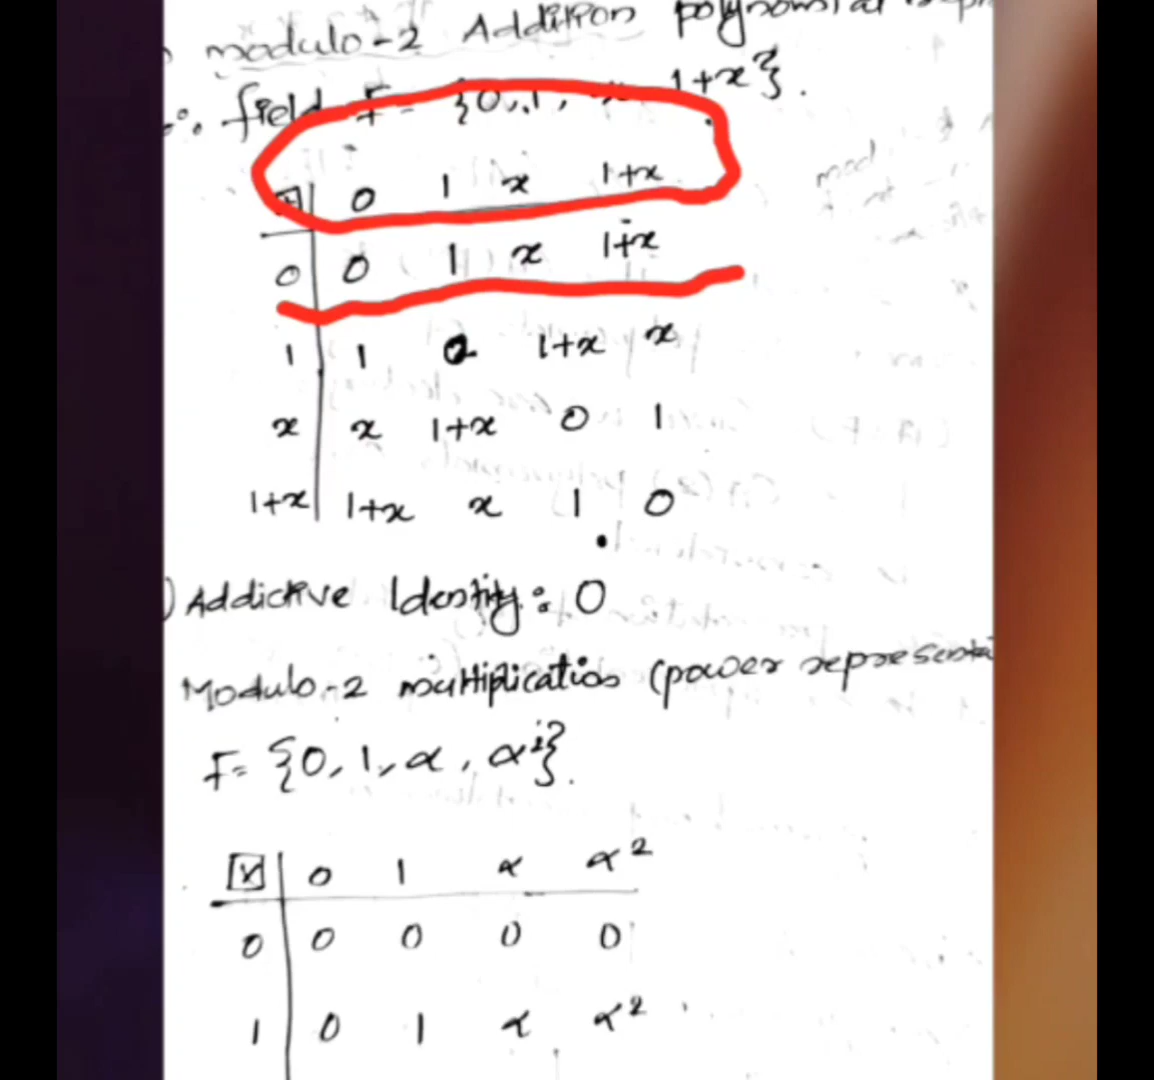 modulo-2 Addition polynomial
∴ field F = {0, 1, x, 1+x}.
+ 0 1 x 1+x
0 0 1 x 1+x
1 1 0 1+x x
x x 1+x 0 1
1+x 1+x x 1 0
) Addictive Identity : 0
Modulo-2 multiplication (power representa
F= {0, 1, α, α²}.
x 0 1 α α²
0 0 0 0 0
1 0 1 α α²